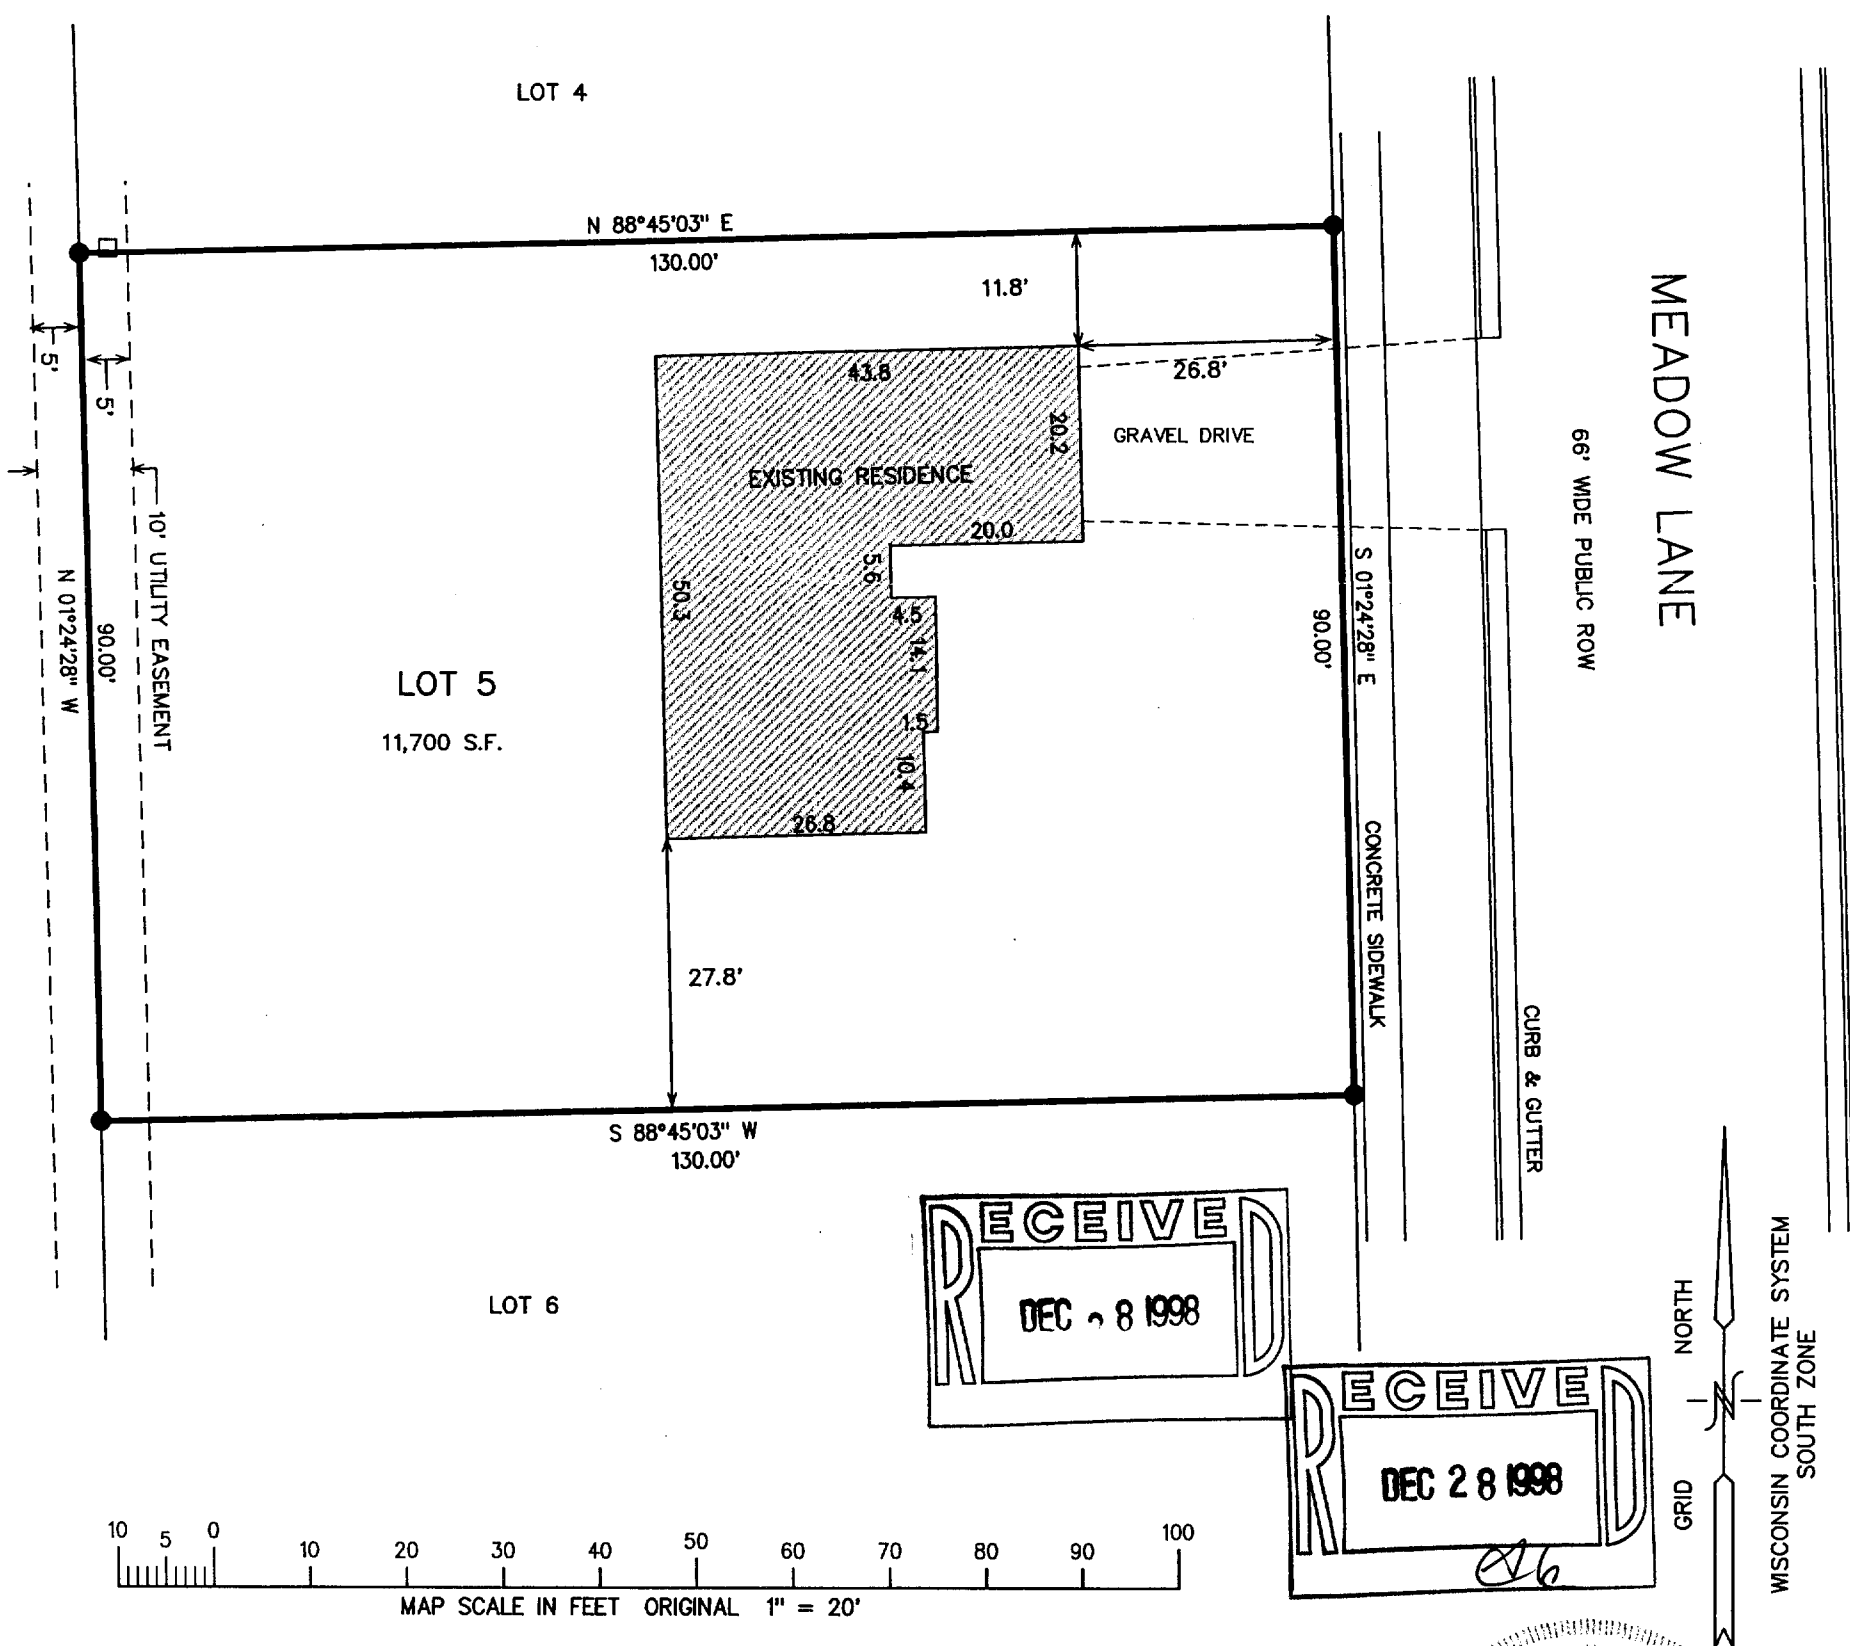 LOT 4
N 88°45'03" E
130.00'
11.8'
26.8'
5'
5'
43.8
20.2
GRAVEL DRIVE
EXISTING RESIDENCE
20.0
5.6
4.5
14.1
1.5
10.4
50.3
26.8
10' UTILITY EASEMENT
N 01°24'28" W
90.00'
LOT 5
11,700 S.F.
90.00'
S 01°24'28" E
CONCRETE SIDEWALK
CURB & GUTTER
66' WIDE PUBLIC ROW
MEADOW LANE
27.8'
S 88°45'03" W
130.00'
LOT 6
RECEIVED
DEC 8 1998
RECEIVED
DEC 28 1998
GRID NORTH
N
WISCONSIN COORDINATE SYSTEM
SOUTH ZONE
10 5 0 10 20 30 40 50 60 70 80 90 100
MAP SCALE IN FEET ORIGINAL 1" = 20'